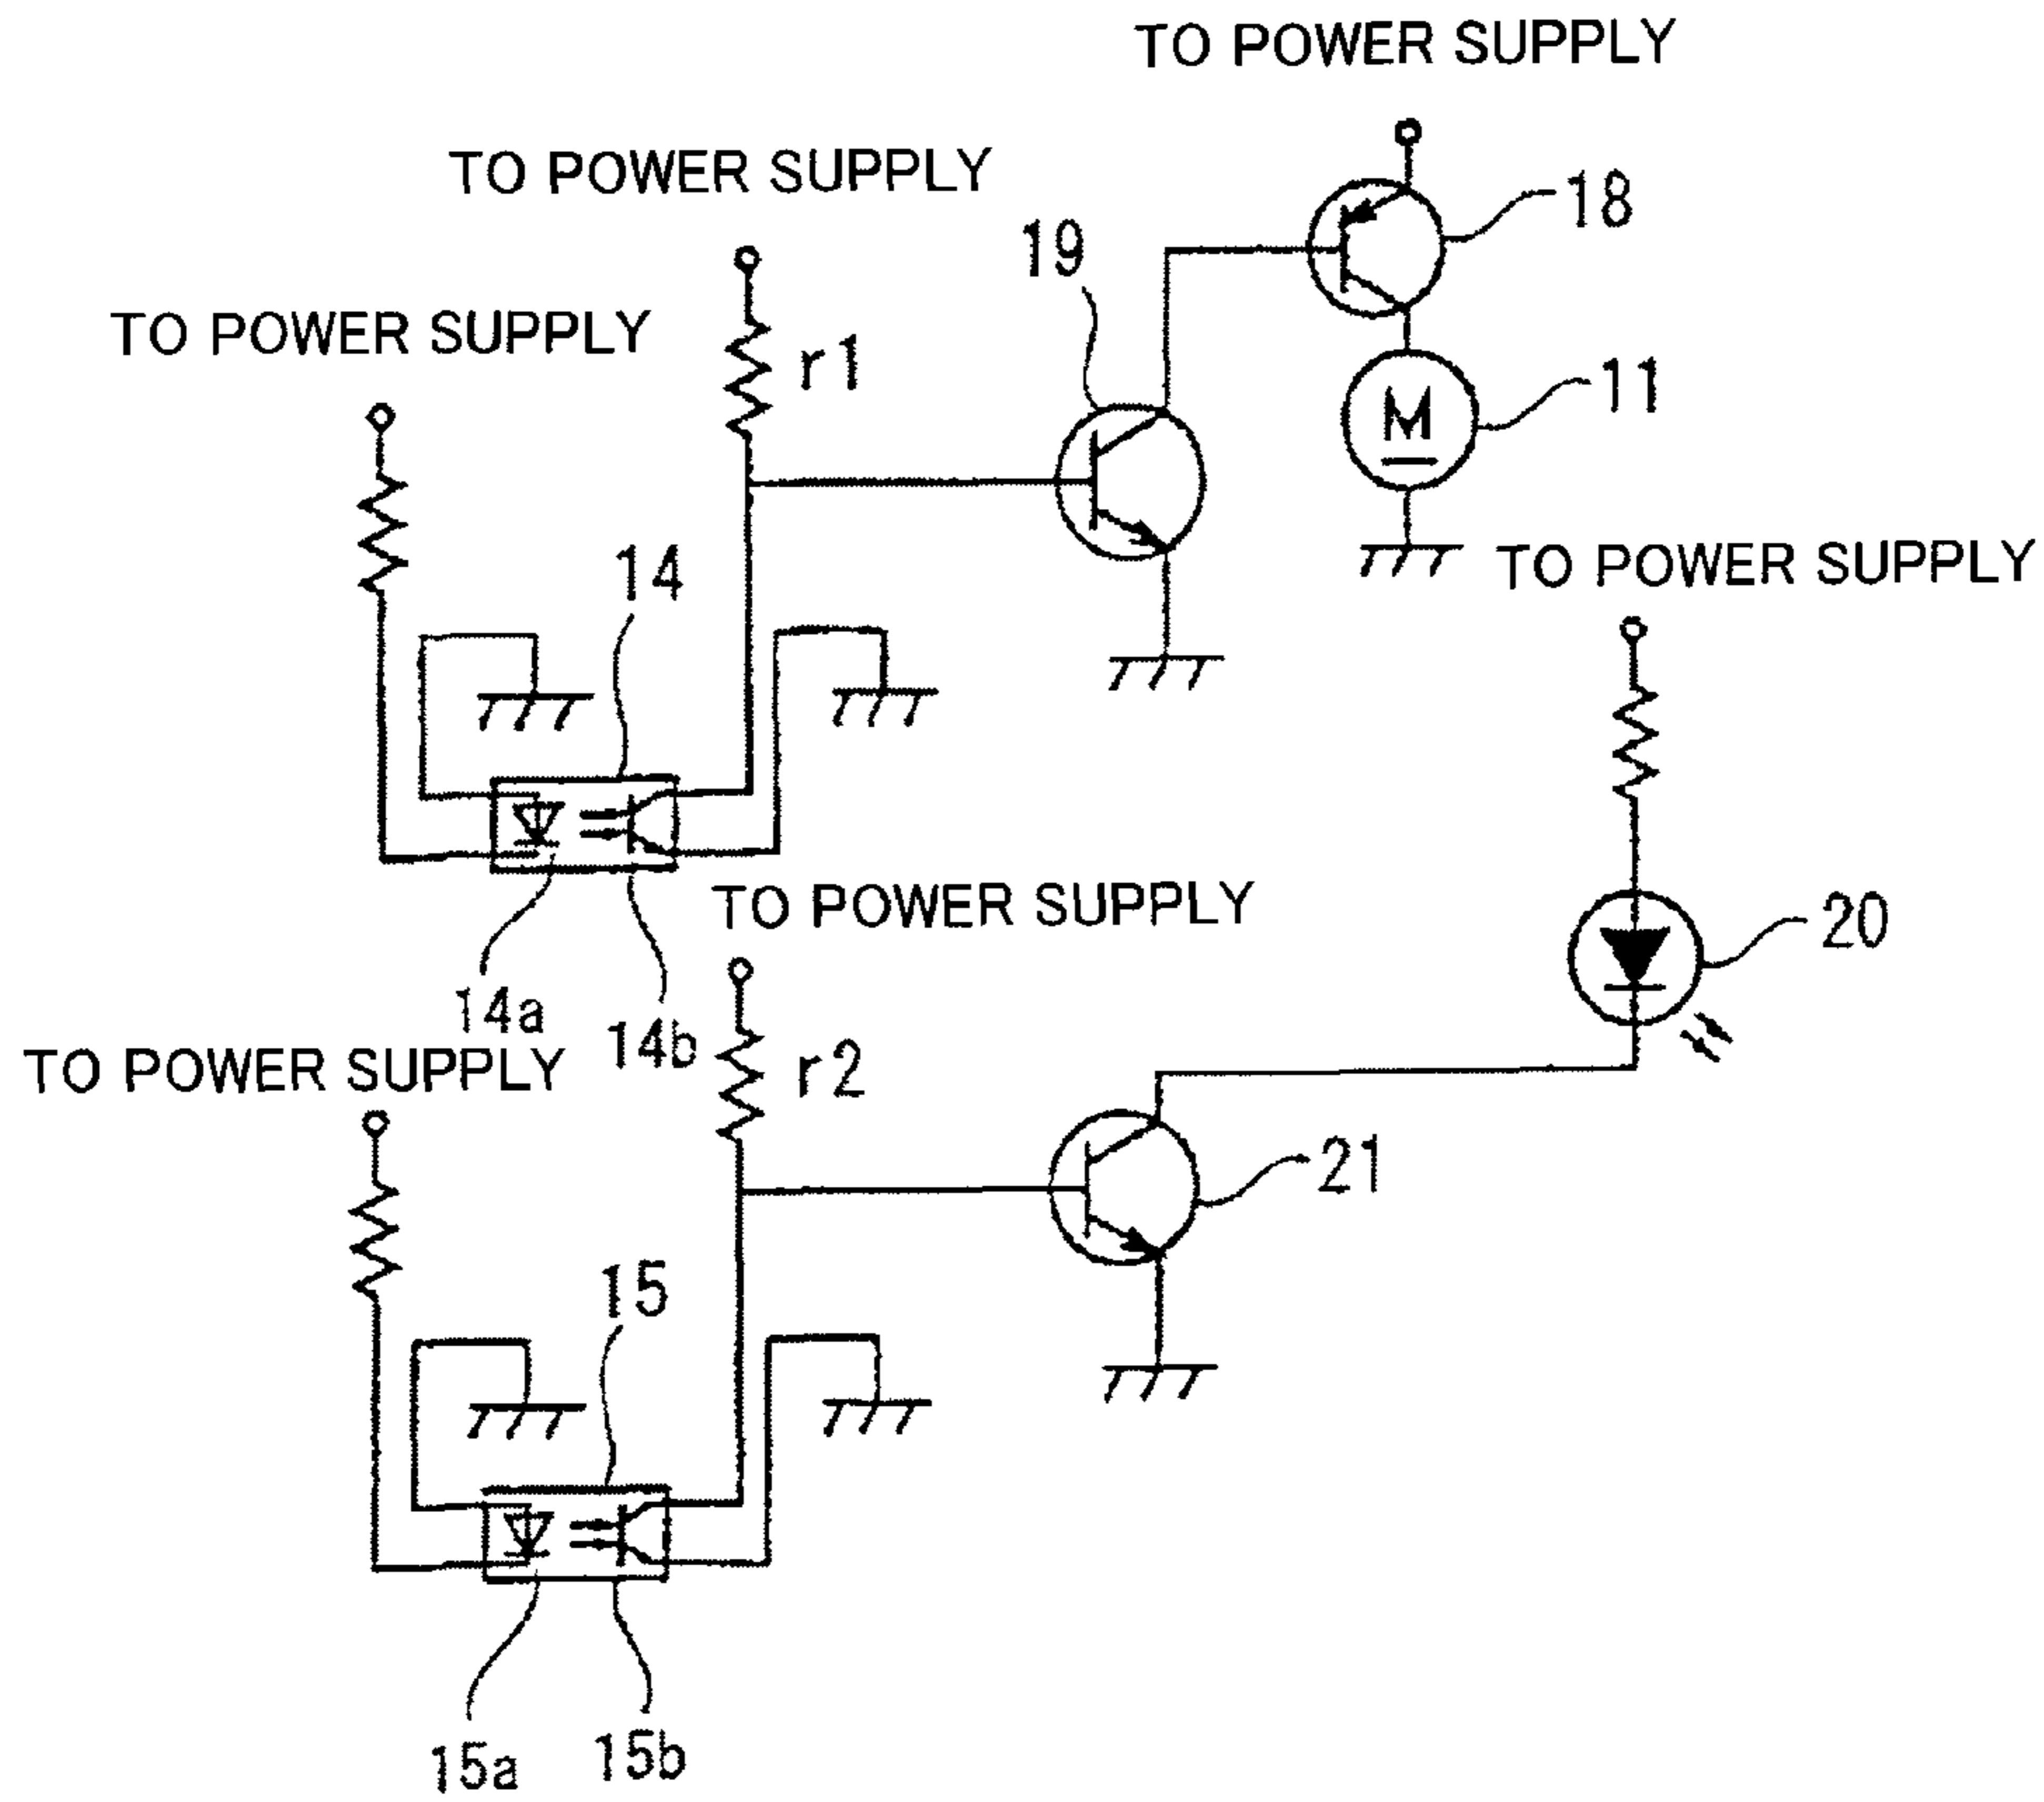 TO POWER SUPPLY
TO POWER SUPPLY
18
19
TO POWER SUPPLY
r1
11
M
14
TO POWER SUPPLY
20
TO POWER SUPPLY
14a
14b
TO POWER SUPPLY
r2
21
15
15a
15b